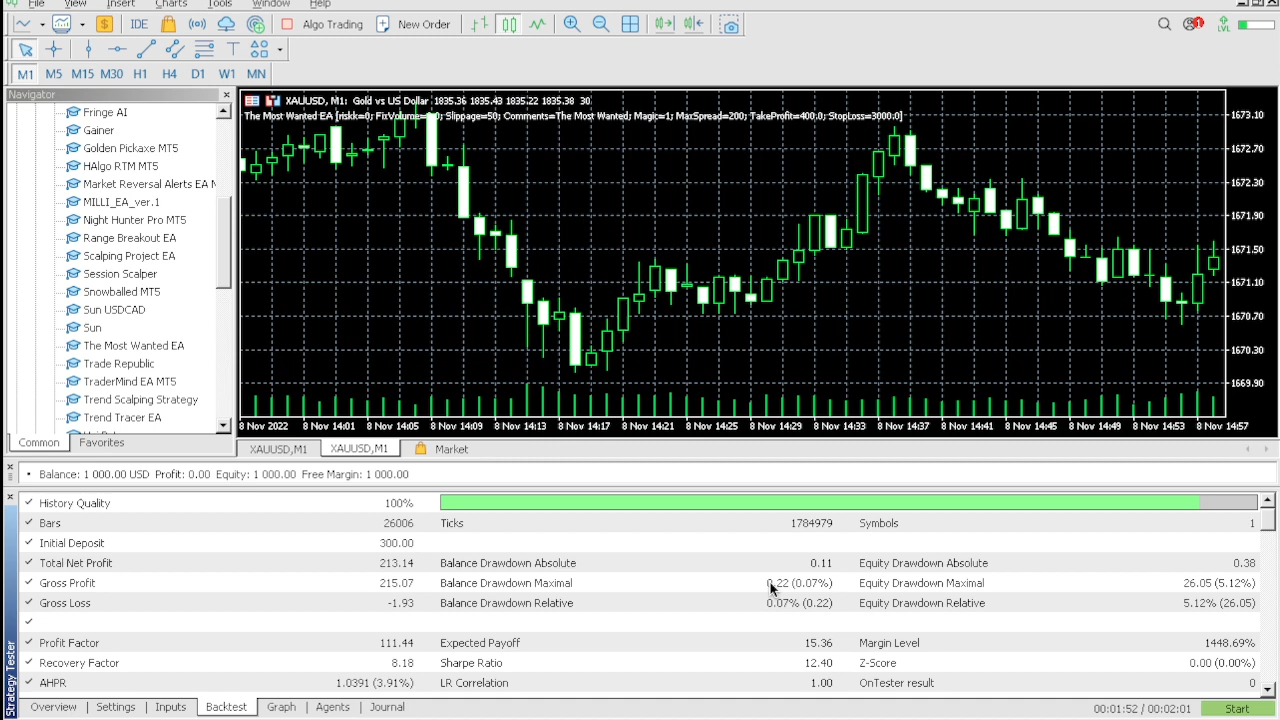 File View Insert Charts Tools Window Help
IDE Algo Trading New Order 1 LVL
M1 M5 M15 M30 H1 H4 D1 W1 MN
Navigator
Fringe AI
Gainer
Golden Pickaxe MT5
HAlgo RTM MT5
Market Reversal Alerts EA M
MILLI_EA_ver.1
Night Hunter Pro MT5
Range Breakout EA
Scalp Project EA
Session Scalper
Snowballed MT5
Sun USDCAD
Sun
The Most Wanted EA
Trade Republic
TraderMind EA MT5
Trend Scalping Strategy
Trend Tracer EA
Common Favorites
XAUUSD, M1: Gold vs US Dollar 1835.36 1835.43 1835.22 1835.38 30
The Most Wanted EA [riskk=0; FixVolume= Slippage=50; Comments=The Most Wanted; Magic=1; MaxSpread=200; TakeProfit=400.0; StopLoss=3000.0]
1673.10
1672.70
1672.30
1671.90
1671.50
1671.10
1670.70
1670.30
1669.90
8 Nov 2022 8 Nov 14:01 8 Nov 14:05 8 Nov 14:09 8 Nov 14:13 8 Nov 14:17 8 Nov 14:21 8 Nov 14:25 8 Nov 14:29 8 Nov 14:33 8 Nov 14:37 8 Nov 14:41 8 Nov 14:45 8 Nov 14:49 8 Nov 14:53 8 Nov 14:57
XAUUSD,M1 XAUUSD,M1 Market
Balance: 1 000.00 USD Profit: 0.00 Equity: 1 000.00 Free Margin: 1 000.00
History Quality 100%
Bars 26006 Ticks 1784979 Symbols 1
Initial Deposit 300.00
Total Net Profit 213.14 Balance Drawdown Absolute 0.11 Equity Drawdown Absolute 0.38
Gross Profit 215.07 Balance Drawdown Maximal 0.22 (0.07%) Equity Drawdown Maximal 26.05 (5.12%)
Gross Loss -1.93 Balance Drawdown Relative 0.07% (0.22) Equity Drawdown Relative 5.12% (26.05)
Profit Factor 111.44 Expected Payoff 15.36 Margin Level 1448.69%
Recovery Factor 8.18 Sharpe Ratio 12.40 Z-Score 0.00 (0.00%)
AHPR 1.0391 (3.91%) LR Correlation 1.00 OnTester result 0
Strategy Tester
Overview Settings Inputs Backtest Graph Agents Journal 00:01:52 / 00:02:01 Start